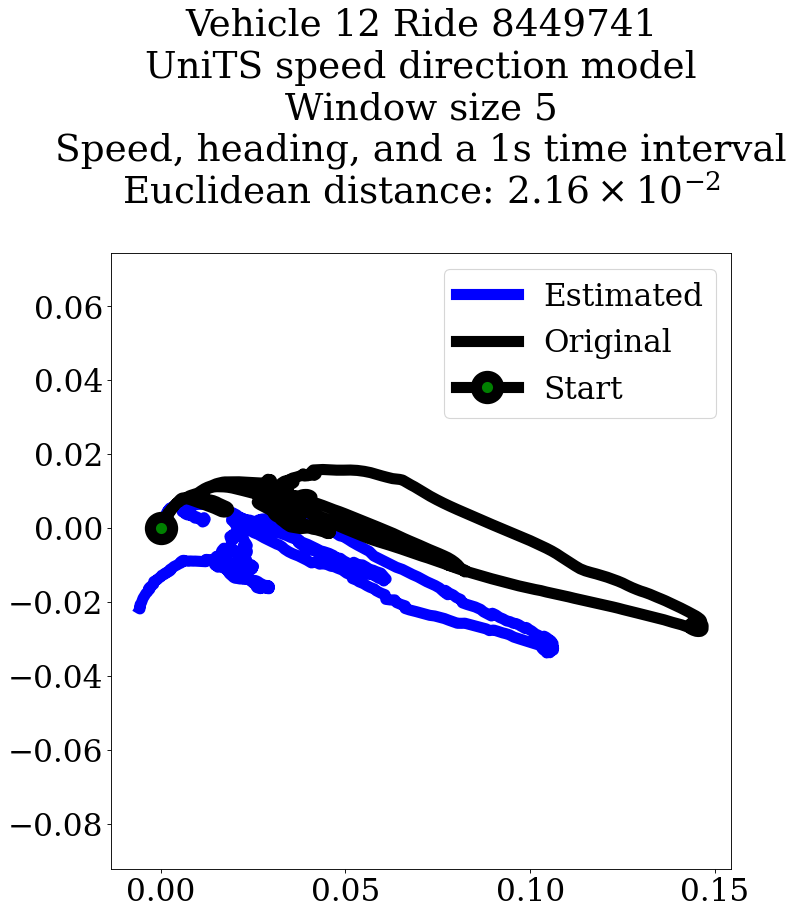 Vehicle 12 Ride 8449741
UniTS speed direction model
Window size 5
Speed, heading, and a 1s time interval
Euclidean distance: 2.16 × 10⁻²
Estimated
Original
Start
0.06
0.04
0.02
0.00
−0.02
−0.04
−0.06
−0.08
0.00 0.05 0.10 0.15